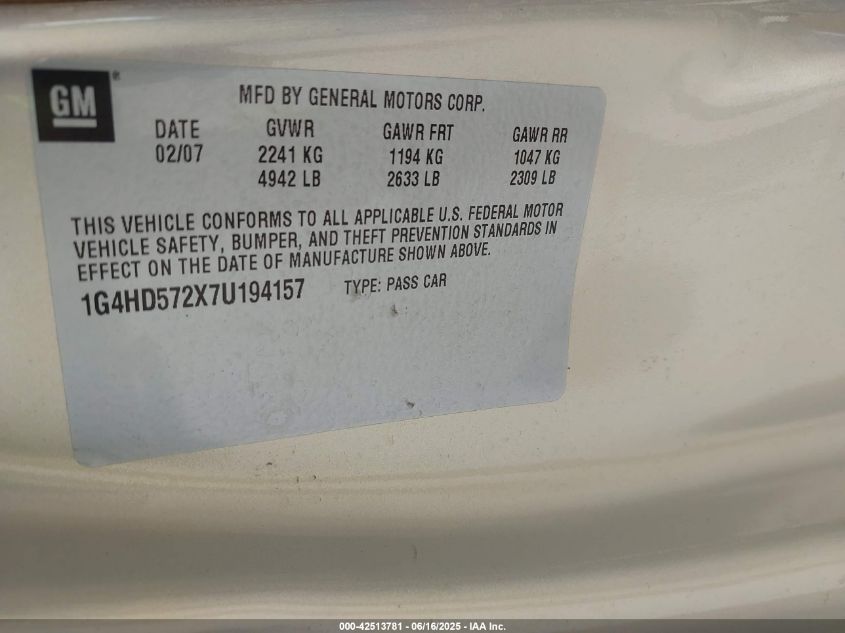 GM ®
MFD BY GENERAL MOTORS CORP.
DATE GVWR GAWR FRT GAWR RR
02/07 2241 KG 1194 KG 1047 KG
4942 LB 2633 LB 2309 LB
THIS VEHICLE CONFORMS TO ALL APPLICABLE U.S. FEDERAL MOTOR
VEHICLE SAFETY, BUMPER, AND THEFT PREVENTION STANDARDS IN
EFFECT ON THE DATE OF MANUFACTURE SHOWN ABOVE.
1G4HD572X7U194157 TYPE: PASS CAR
000-42513781 - 06/16/2025 - IAA Inc.